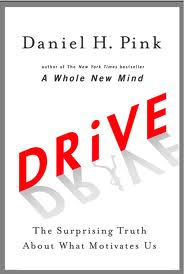 Daniel H. Pink
author of The New York Times bestseller
A Whole New Mind
DRiVE
The Surprising Truth
About What Motivates Us